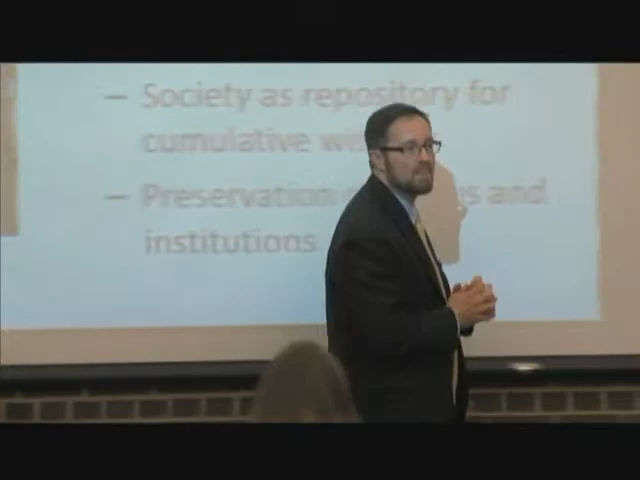 – Society as repository for
cumulative
– Preservation and
institutions